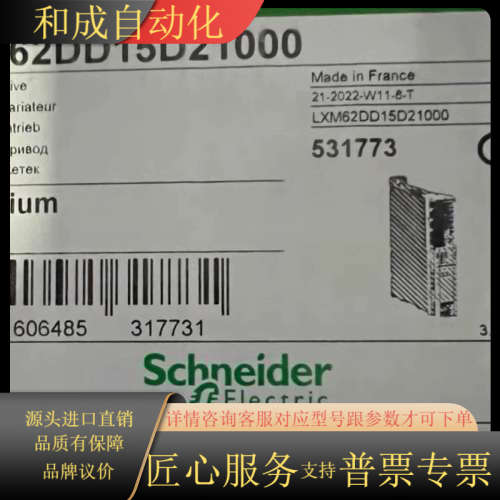 和成自动化
62DD15D21000
ive
ariateur
ntrieb
ривод
етек
ium
Made in France
21-2022-W11-6-T
LXM62DD15D21000
531773
606485 317731
3
Schneider
Electric
源头进口直销
品质有保障
品牌议价
详情咨询客服对应型号跟参数才可下单
匠心服务支持普票专票